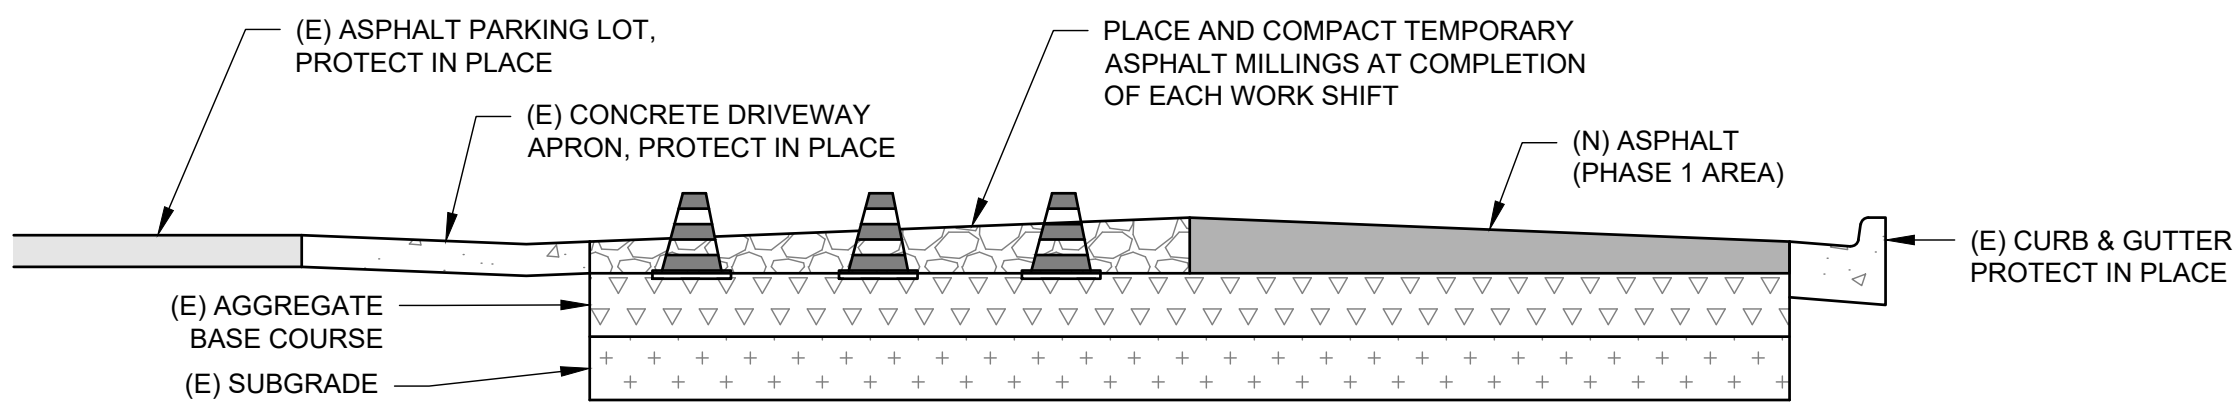 (E) ASPHALT PARKING LOT,
PROTECT IN PLACE
PLACE AND COMPACT TEMPORARY
ASPHALT MILLINGS AT COMPLETION
OF EACH WORK SHIFT
(E) CONCRETE DRIVEWAY
APRON, PROTECT IN PLACE
(N) ASPHALT
(PHASE 1 AREA)
(E) CURB & GUTTER
PROTECT IN PLACE
(E) AGGREGATE
BASE COURSE
(E) SUBGRADE